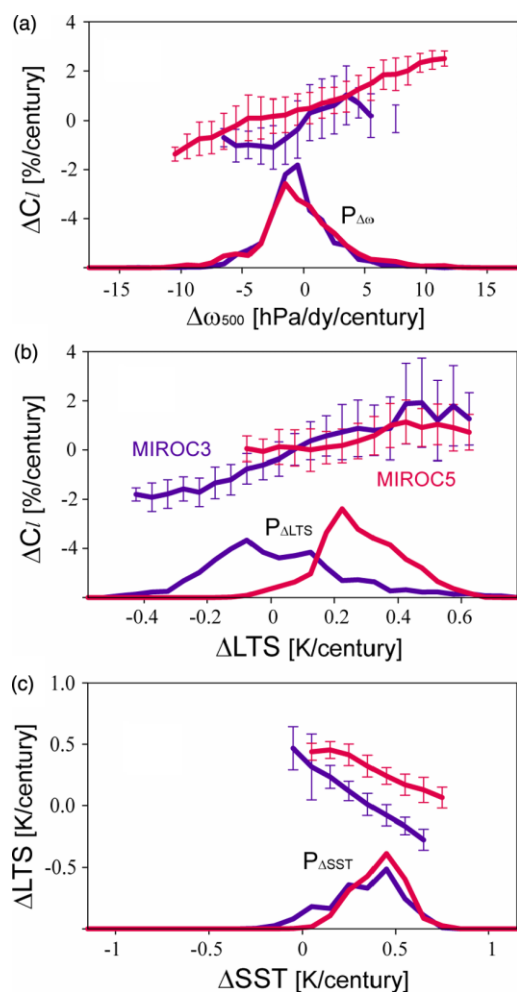 (a)
4
2
0
-2
-4
ΔCl [%/century]
PΔω
-15 -10 -5 0 5 10 15
Δω500 [hPa/dy/century]
(b)
4
2
0
-2
-4
ΔCl [%/century]
MIROC3
MIROC5
PΔLTS
-0.4 -0.2 0 0.2 0.4 0.6
ΔLTS [K/century]
(c)
1.0
0.5
0.0
-0.5
ΔLTS [K/century]
PΔSST
-1 -0.5 0 0.5 1
ΔSST [K/century]